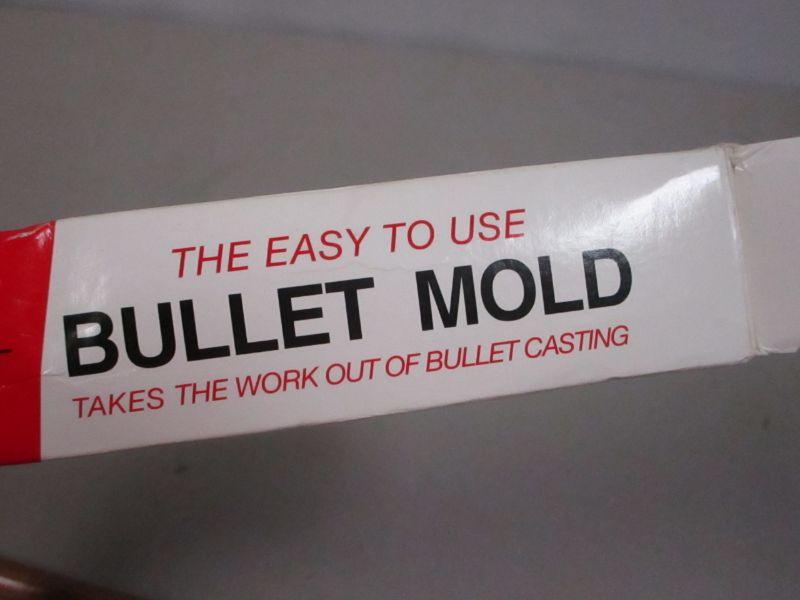 THE EASY TO USE
BULLET MOLD
TAKES THE WORK OUT OF BULLET CASTING